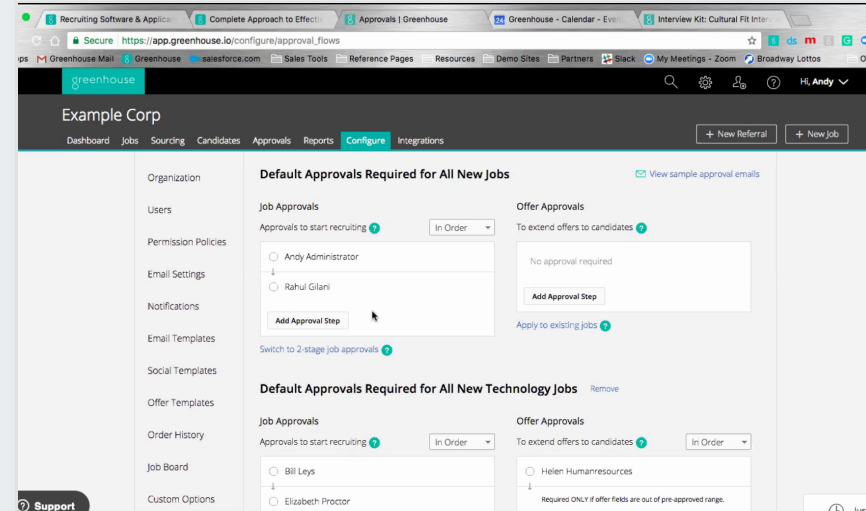 Recruiting Software & Applican
Complete Approach to Effecti
Approvals | Greenhouse
Greenhouse - Calendar - Even
Interview Kit: Cultural Fit Inter
Secure https://app.greenhouse.io/configure/approval_flows
ps Greenhouse Mail Greenhouse salesforce.com Sales Tools Reference Pages Resources Demo Sites Partners Slack My Meetings - Zoom Broadway Lottos
greenhouse
Hi, Andy
Example Corp
Dashboard Jobs Sourcing Candidates Approvals Reports Configure Integrations
+ New Referral
+ New Job
Organization
Users
Permission Policies
Email Settings
Notifications
Email Templates
Social Templates
Offer Templates
Order History
Job Board
Custom Options
Default Approvals Required for All New Jobs
View sample approval emails
Job Approvals
Approvals to start recruiting ?
In Order
Andy Administrator
Rahul Gilani
Add Approval Step
Switch to 2-stage job approvals ?
Offer Approvals
To extend offers to candidates ?
No approval required
Add Approval Step
Apply to existing jobs ?
Default Approvals Required for All New Technology Jobs
Remove
Job Approvals
Approvals to start recruiting ?
In Order
Bill Leys
Elizabeth Proctor
Offer Approvals
To extend offers to candidates ?
In Order
Helen Humanresources
Required ONLY if offer fields are out of pre-approved range.
? Support